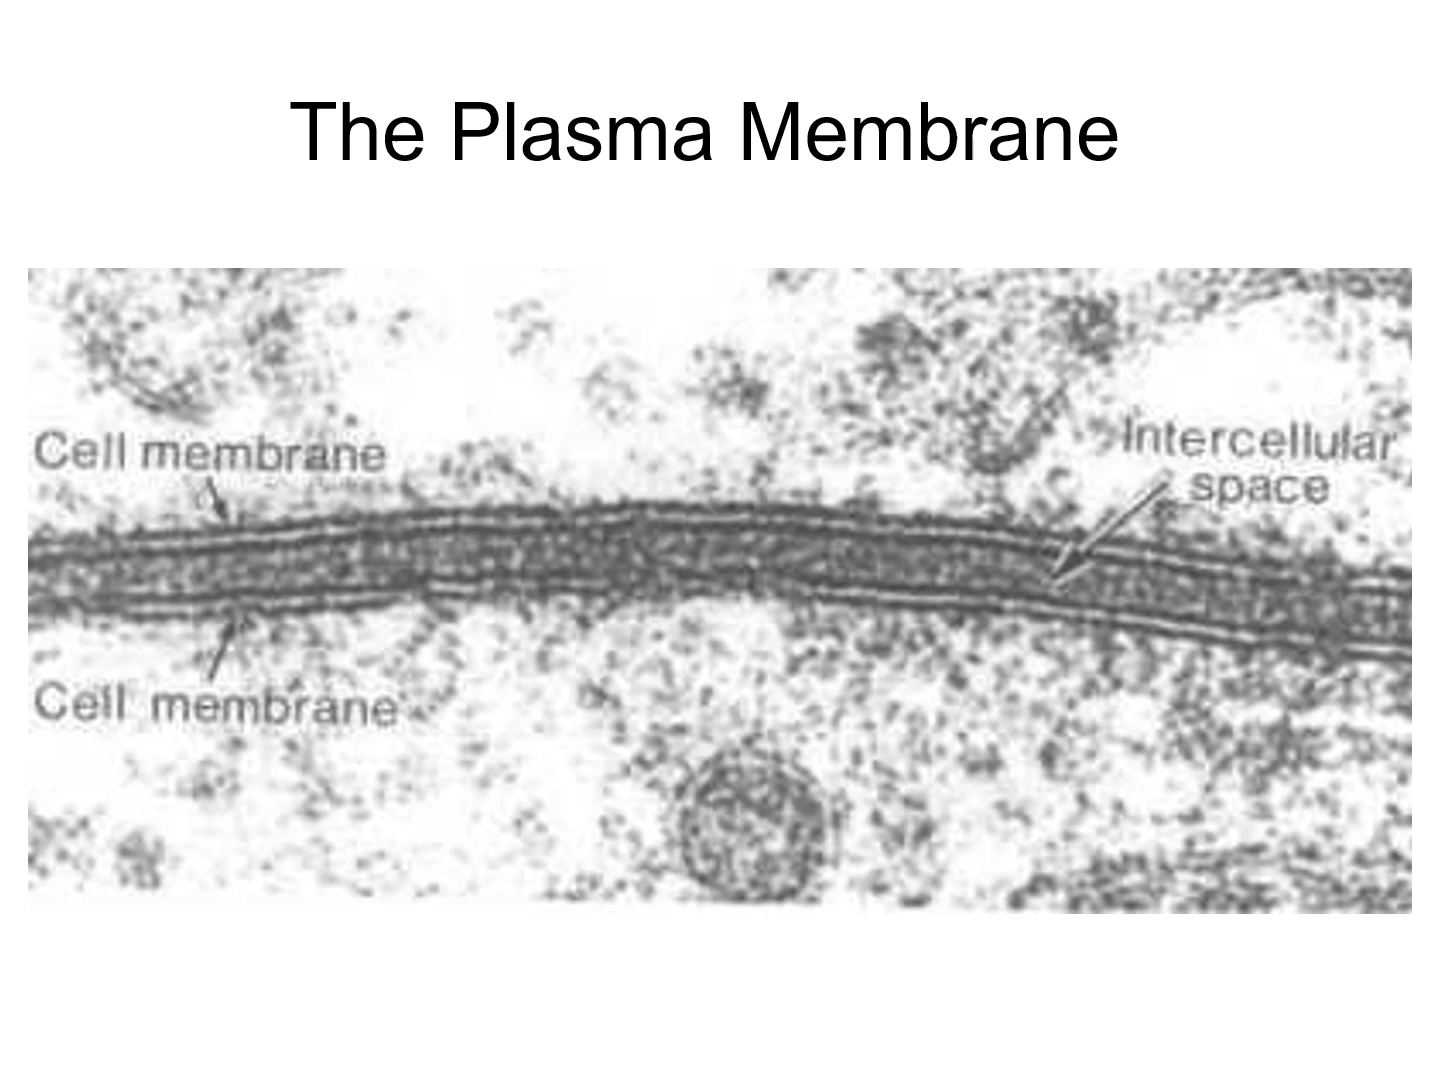 The Plasma Membrane
Cell membrane
Intercellular
space
Cell membrane